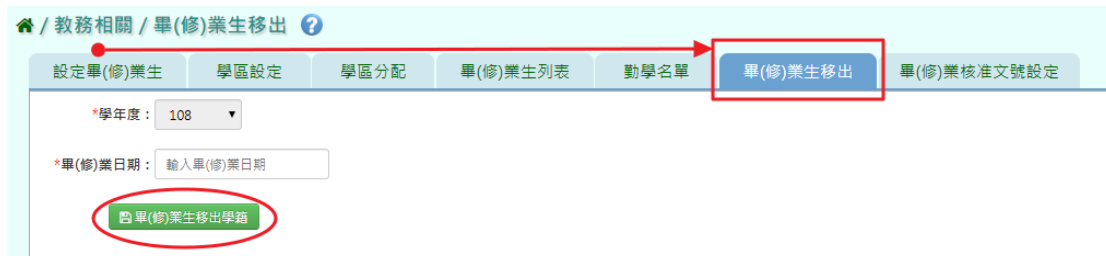 / 教務相關 / 畢(修)業生移出 ?
設定畢(修)業生 學區設定 學區分配 畢(修)業生列表 勤學名單 畢(修)業生移出 畢(修)業核准文號設定
*學年度： 108
*畢(修)業日期： 輸入畢(修)業日期
畢(修)業生移出學籍